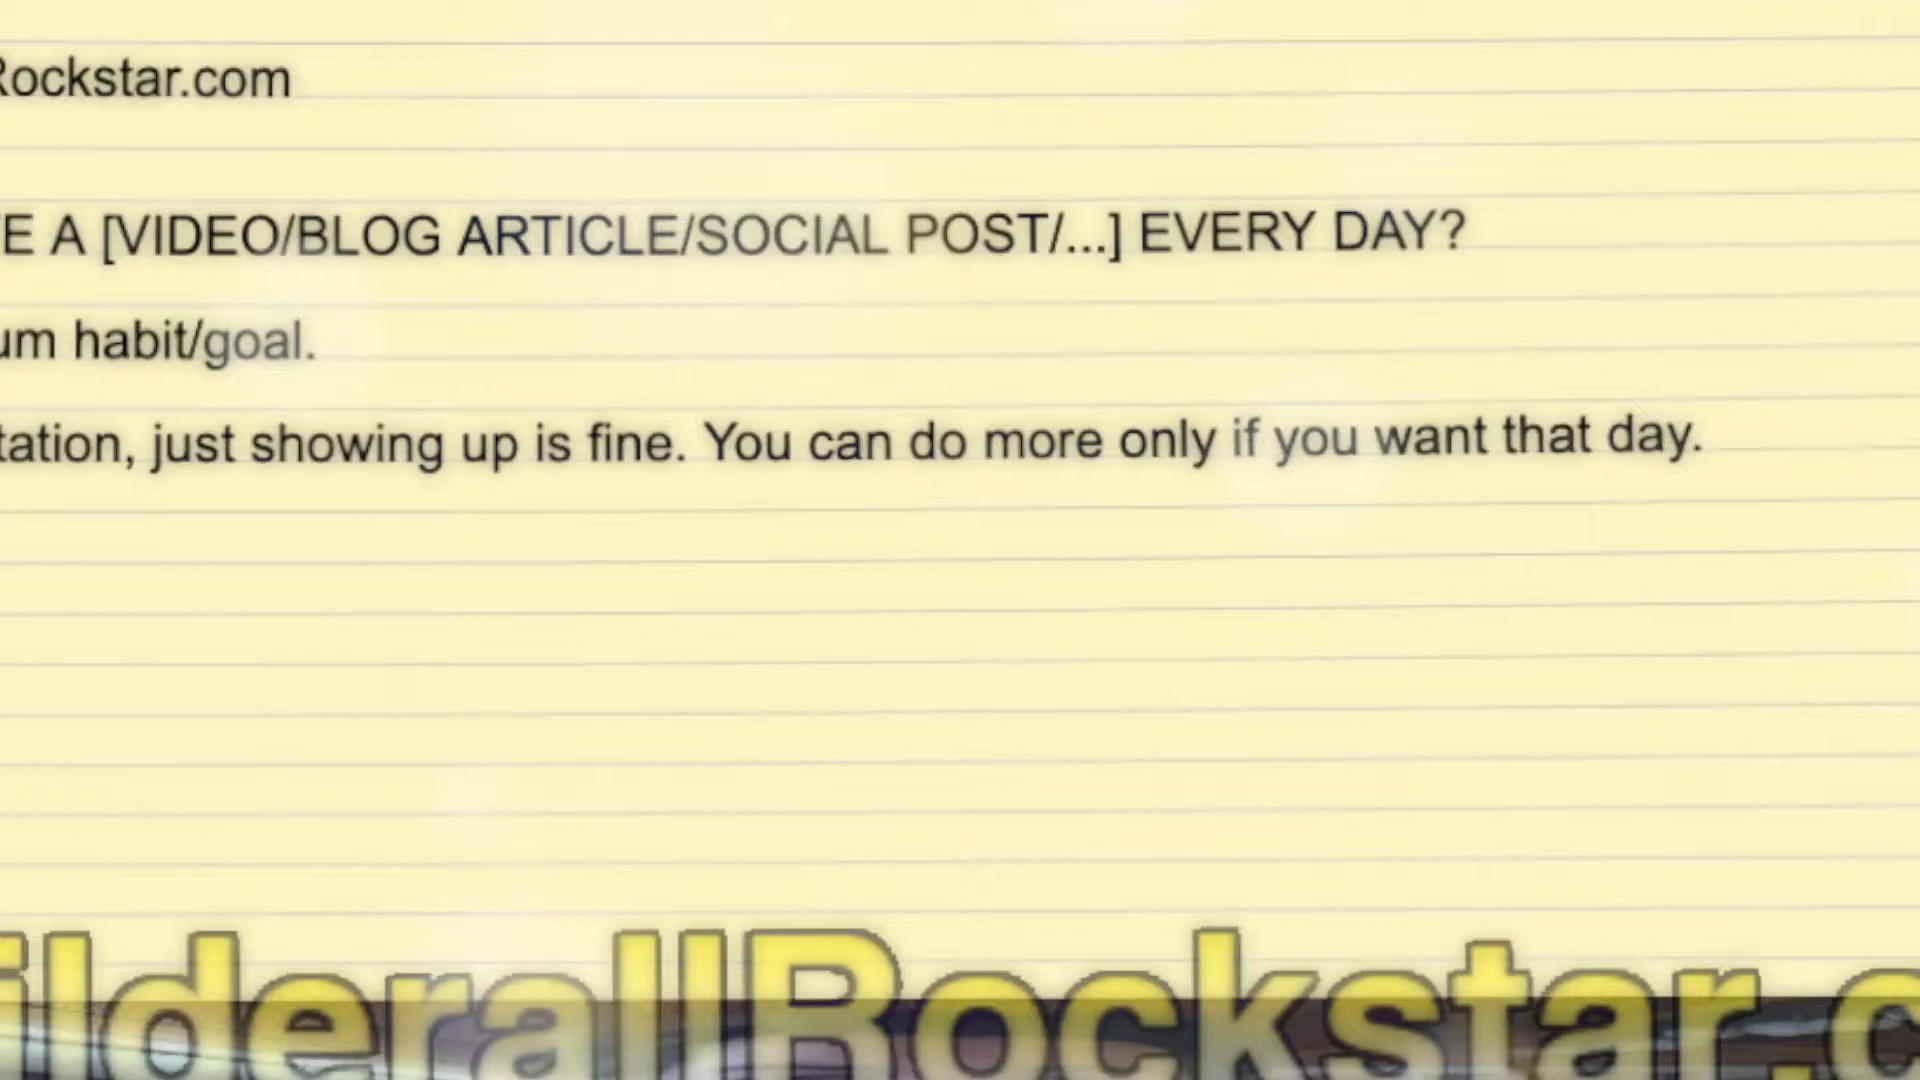 Rockstar.com
E A [VIDEO/BLOG ARTICLE/SOCIAL POST/...] EVERY DAY?
um habit/goal.
tation, just showing up is fine. You can do more only if you want that day.
ilderallRockstar.c